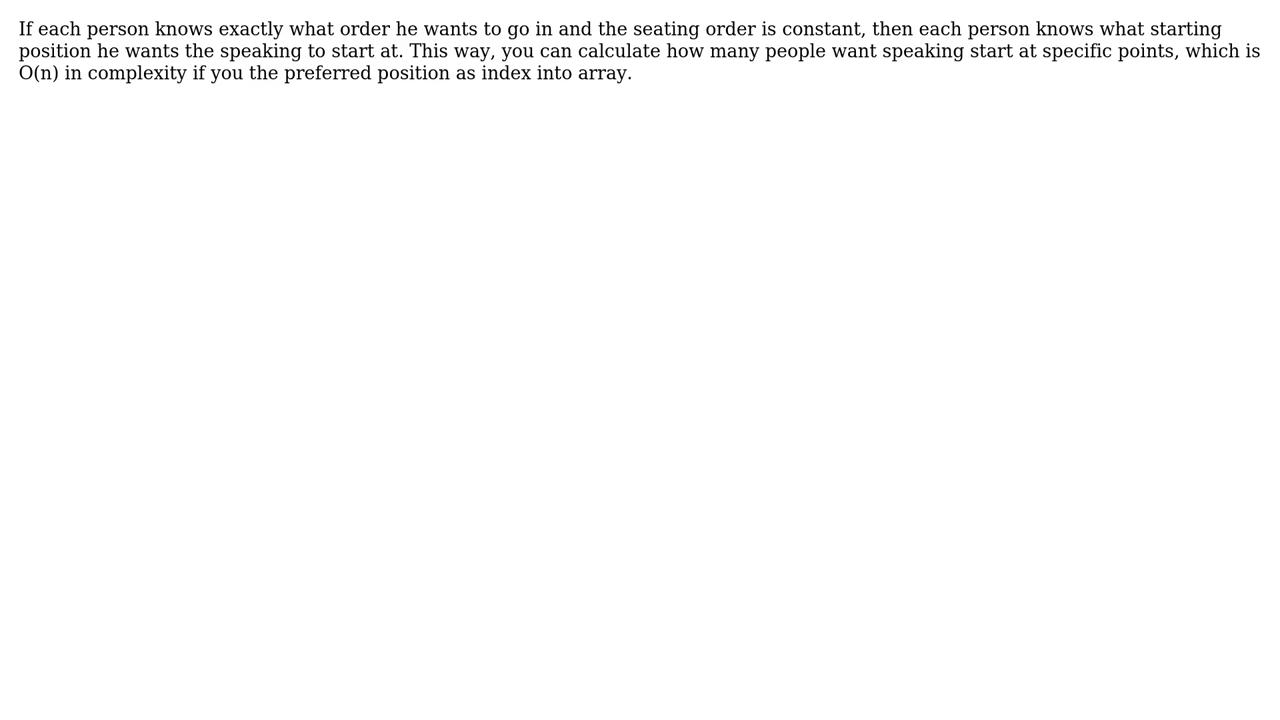 If each person knows exactly what order he wants to go in and the seating order is constant, then each person knows what starting
position he wants the speaking to start at. This way, you can calculate how many people want speaking start at specific points, which is
O(n) in complexity if you the preferred position as index into array.